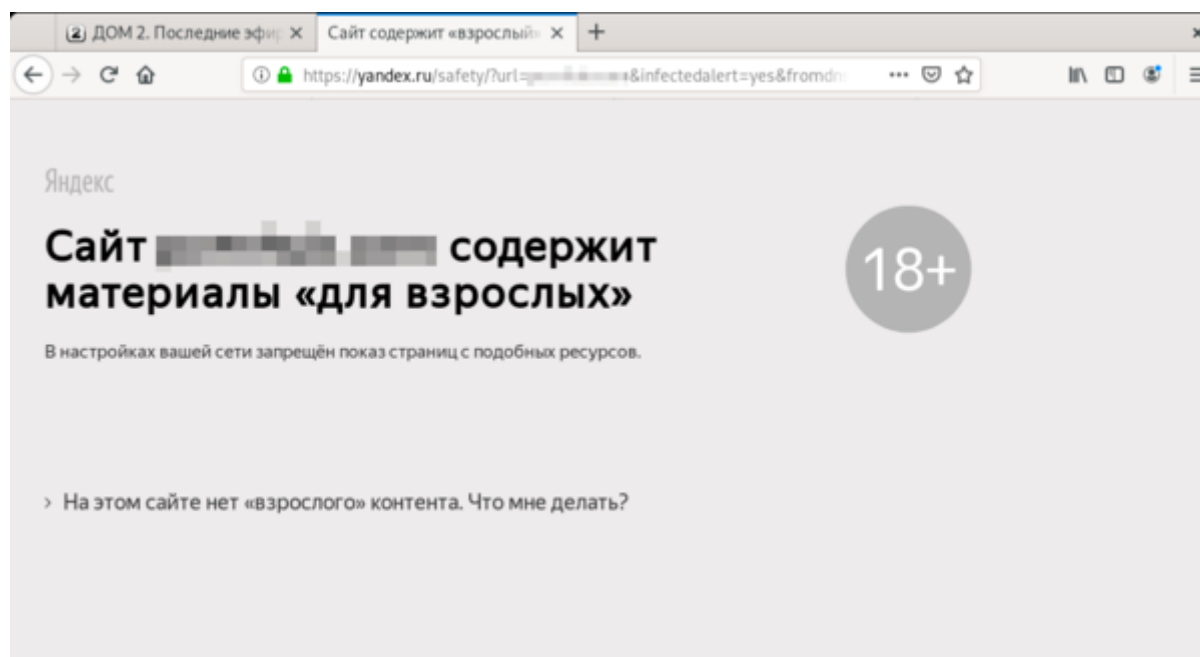 2 ДОМ 2. Последние эфир
Сайт содержит «взрослый»
https://yandex.ru/safety/?url= &infectedalert=yes&fromdn
Яндекс
Сайт содержит
материалы «для взрослых»
18+
В настройках вашей сети запрещён показ страниц с подобных ресурсов.
На этом сайте нет «взрослого» контента. Что мне делать?